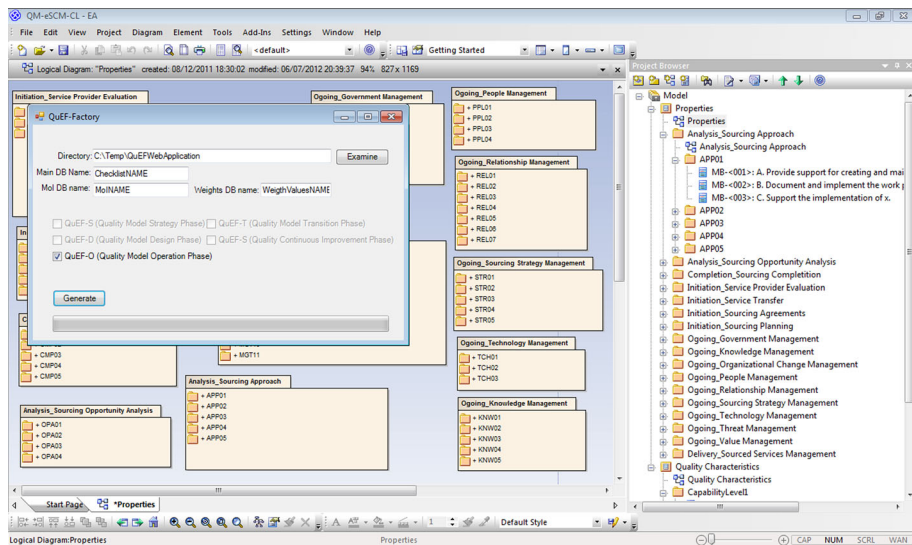 QM-eSCM-CL - EA
File Edit View Project Diagram Element Tools Add-Ins Settings Window Help
<default>
Getting Started
Logical Diagram: "Properties" created: 08/12/2011 18:30:02 modified: 06/07/2012 20:39:37 94% 827 x 1169
Initiation_Service Provider Evaluation
Ogoing_Government Management
QuEF-Factory
Directory: C:\Temp\QuEFWebApplication
Examine
Main DB Name: ChecklistNAME
MoI DB name: MoINAME
Weights DB name: WeigthValuesNAME
QuEF-S (Quality Model Strategy Phase)
QuEF-T (Quality Model Transition Phase)
QuEF-D (Quality Model Design Phase)
QuEF-S (Quality Continuous Improvement Phase)
QuEF-O (Quality Model Operation Phase)
Generate
In
C
+ CMP03
+ CMP04
+ CMP05
+ MGT11
Analysis_Sourcing Approach
+ APP01
+ APP02
+ APP03
+ APP04
+ APP05
Analysis_Sourcing Opportunity Analysis
+ OPA01
+ OPA02
+ OPA03
+ OPA04
Ogoing_People Management
+ PPL01
+ PPL02
+ PPL03
+ PPL04
Ogoing_Relationship Management
+ REL01
+ REL02
+ REL03
+ REL04
+ REL05
+ REL06
+ REL07
Ogoing_Sourcing Strategy Management
+ STR01
+ STR02
+ STR03
+ STR04
+ STR05
Ogoing_Technology Management
+ TCH01
+ TCH02
+ TCH03
Ogoing_Knowledge Management
+ KNW01
+ KNW02
+ KNW03
+ KNW04
+ KNW05
Project Browser
Model
Properties
Properties
Analysis_Sourcing Approach
Analysis_Sourcing Approach
APP01
MB-<001>: A. Provide support for creating and mai
MB-<002>: B. Document and implement the work p
MB-<003>: C. Support the implementation of x.
APP02
APP03
APP04
APP05
Analysis_Sourcing Opportunity Analysis
Completion_Sourcing Completition
Initiation_Service Provider Evaluation
Initiation_Service Transfer
Initiation_Sourcing Agreements
Initiation_Sourcing Planning
Ogoing_Government Management
Ogoing_Knowledge Management
Ogoing_Organizational Change Management
Ogoing_People Management
Ogoing_Relationship Management
Ogoing_Sourcing Strategy Management
Ogoing_Technology Management
Ogoing_Threat Management
Ogoing_Value Management
Delivery_Sourced Services Management
Quality Characteristics
Quality Characteristics
CapabilityLevel1
Start Page
*Properties
A
1
Default Style
Logical Diagram:Properties
Properties
CAP NUM SCRL WAN